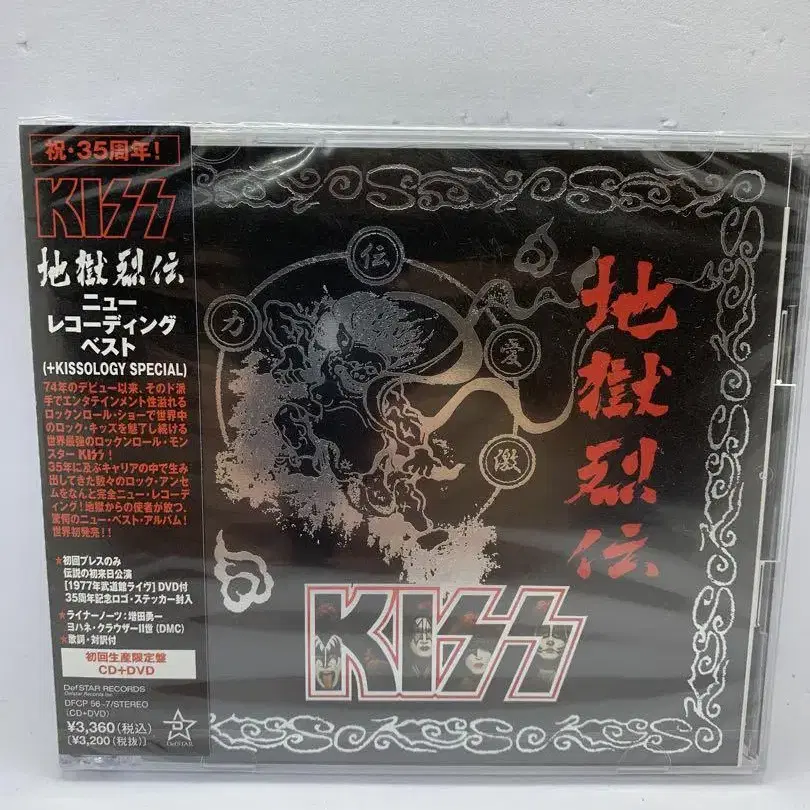 祝・35周年!
KISS
地獄烈伝
ニュー
レコーディング
ベスト
(+KISSOLOGY SPECIAL)
74年のデビュー以来、そのド派
手でエンタテインメント性溢れる
ロックンロール・ショーで世界中
のロック・キッズを魅了し続ける
世界最強のロックンロール・モン
スター KISS!
35年に及ぶキャリアの中で生み
出してきた数々のロック・アンセ
ムをなんと完全ニュー・レコーデ
ィング!地獄からの使者が放つ、
驚愕のニュー・ベスト・アルバム!
世界初発売!!
★初回プレスのみ
伝説の初来日公演
[1977年武道館ライヴ]DVD付
35周年記念ロゴ・ステッカー封入
★ライナーノーツ:増田勇一
ヨハネ・クラウザーII世(DMC)
★歌詞・対訳付
初回生産限定盤
CD+DVD
DefSTAR RECORDS
Defstar Records Inc.
DFCP 56-7/STEREO
(CD+DVD)
¥3,360(税込)
[¥3,200(税抜)]
DefSTAR
伝
力
愛
激
地獄烈伝
KISS